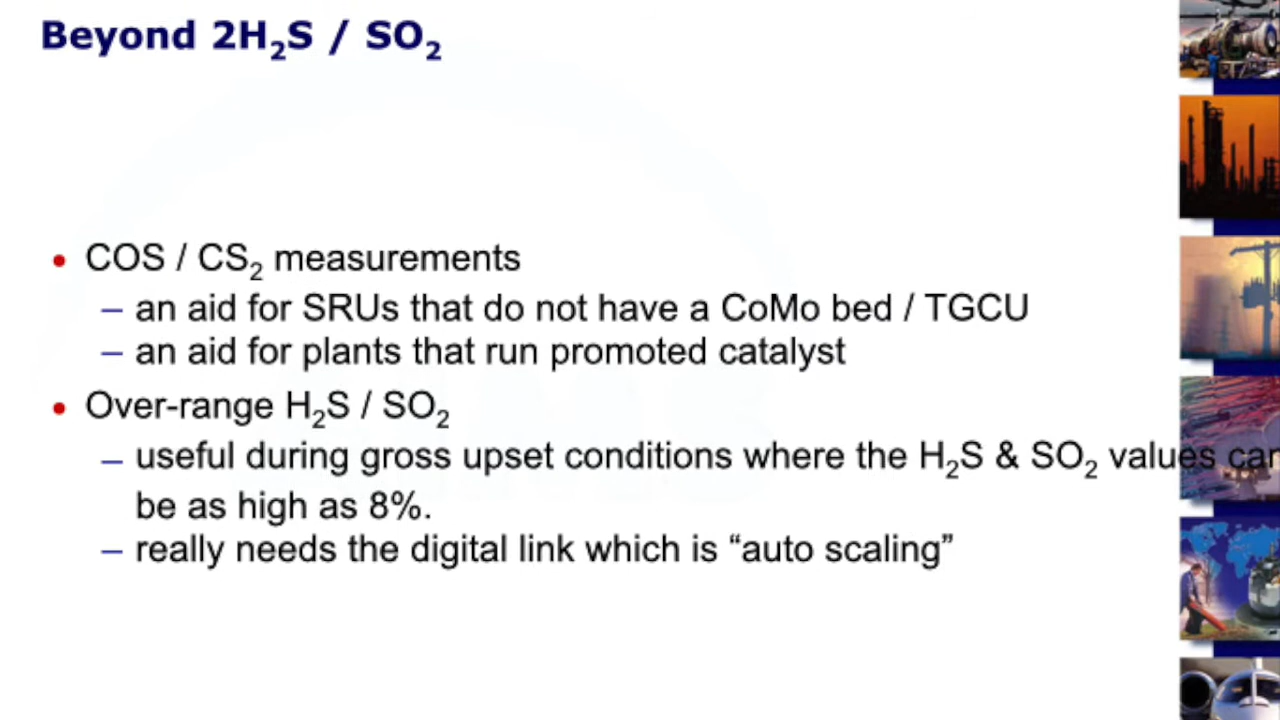 Beyond 2H₂S / SO₂
• COS / CS₂ measurements
– an aid for SRUs that do not have a CoMo bed / TGCU
– an aid for plants that run promoted catalyst
• Over-range H₂S / SO₂
– useful during gross upset conditions where the H₂S & SO₂ values can
be as high as 8%.
– really needs the digital link which is “auto scaling”